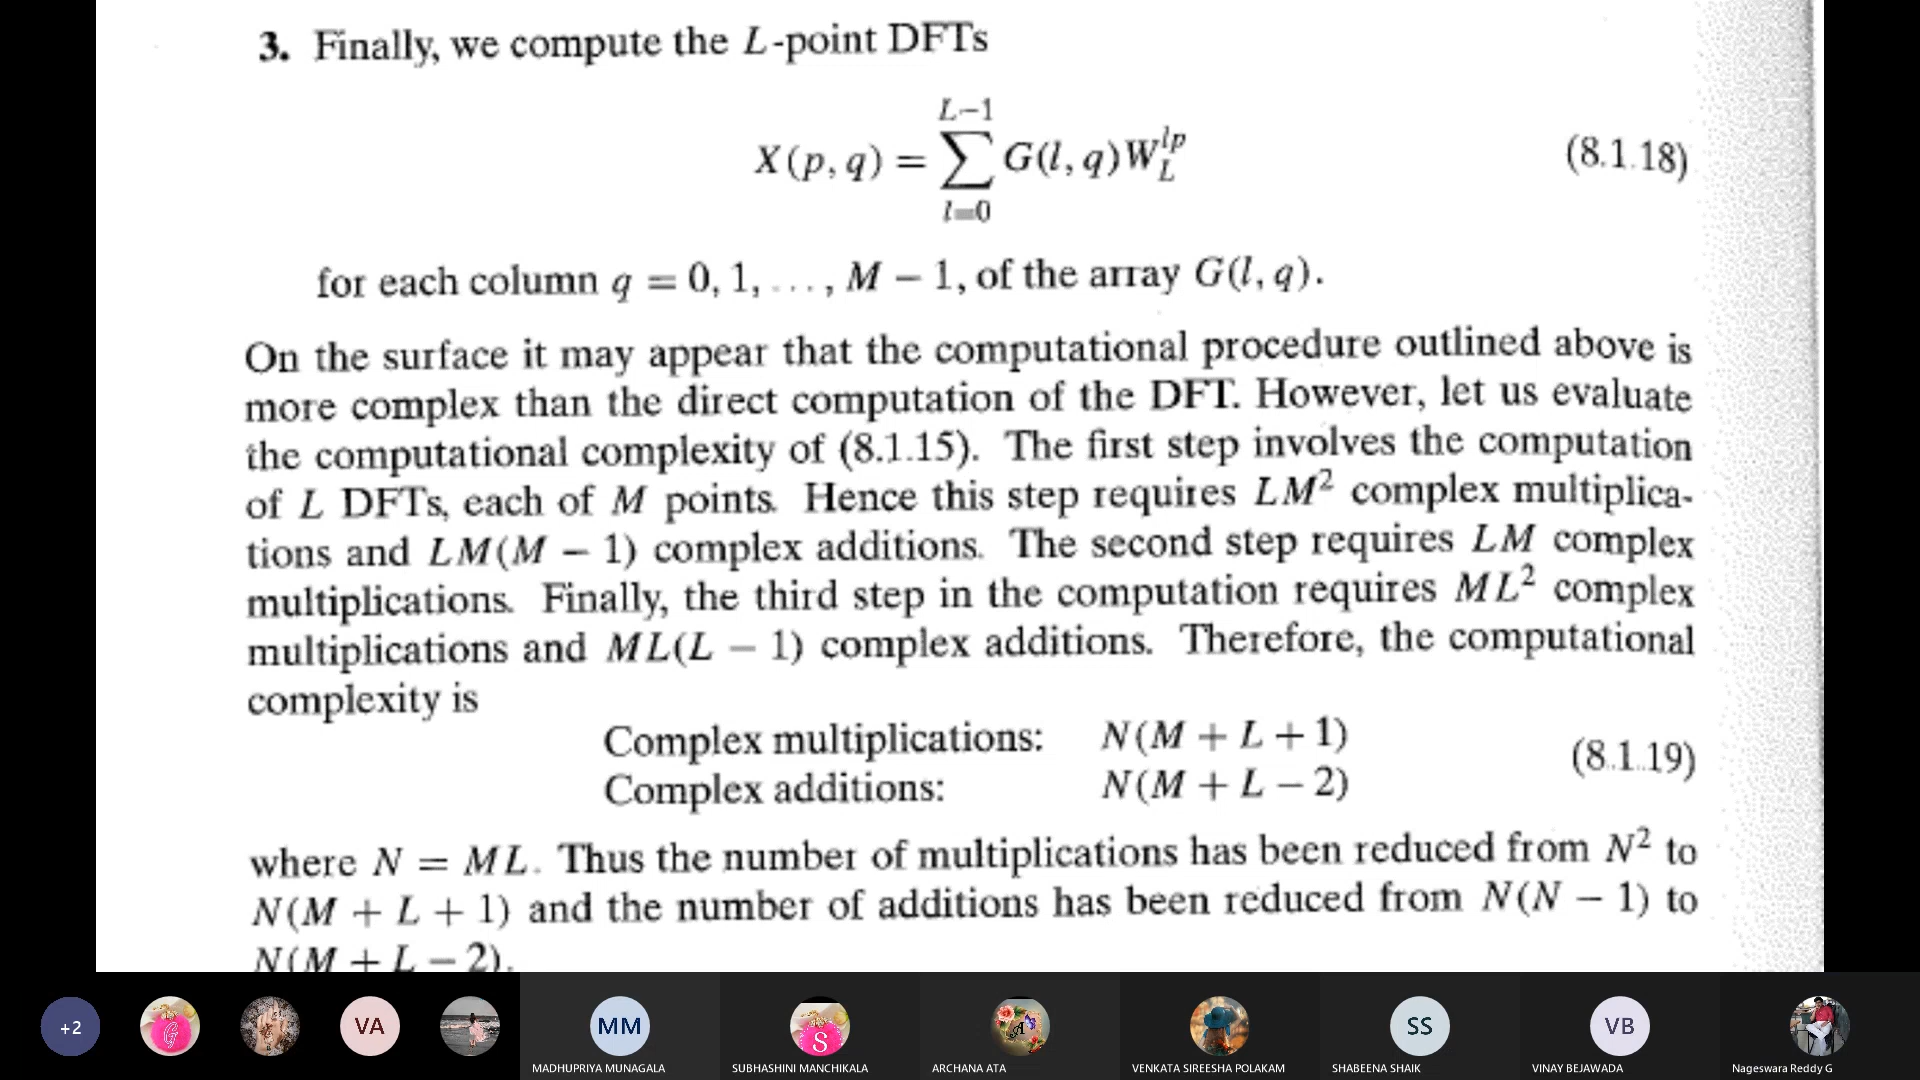 3. Finally, we compute the L-point DFTs
L−1
X(p, q) = ∑ G(l, q)W_L^{lp} (8.1.18)
l=0
for each column q = 0, 1, . . . , M − 1, of the array G(l, q).
On the surface it may appear that the computational procedure outlined above is
more complex than the direct computation of the DFT. However, let us evaluate
the computational complexity of (8.1.15). The first step involves the computation
of L DFTs, each of M points. Hence this step requires LM² complex multiplica-
tions and LM(M − 1) complex additions. The second step requires LM complex
multiplications. Finally, the third step in the computation requires ML² complex
multiplications and ML(L − 1) complex additions. Therefore, the computational
complexity is
Complex multiplications: N(M + L + 1)
(8.1.19)
Complex additions: N(M + L − 2)
where N = ML. Thus the number of multiplications has been reduced from N² to
N(M + L + 1) and the number of additions has been reduced from N(N − 1) to
N(M + L − 2).
+2
G
VA
MM
S
A
SS
VB
MADHUPRIYA MUNAGALA
SUBHASHINI MANCHIKALA
ARCHANA ATA
VENKATA SIREESHA POLAKAM
SHABEENA SHAIK
VINAY BEJAWADA
Nageswara Reddy G